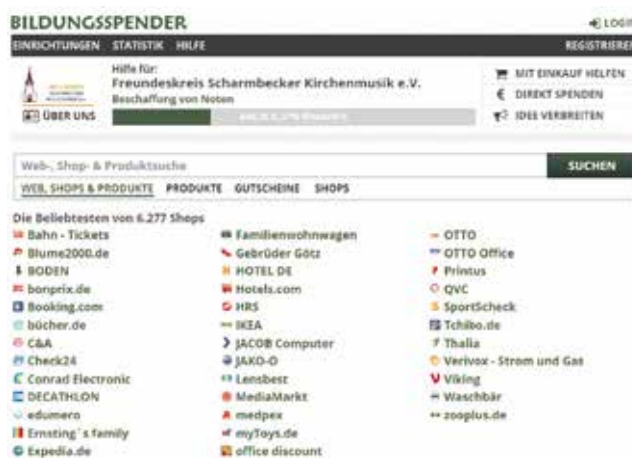 BILDUNGSSPENDER
LOGIN
EINRICHTUNGEN STATISTIK HILFE
REGISTRIEREN
Hilfe für:
Freundeskreis Scharmbecker Kirchenmusik e.V.
Beschaffung von Noten
ÜBER UNS
MIT EINKAUF HELFEN
DIREKT SPENDEN
IDEE VERBREITEN
Web-, Shop- & Produktsuche
SUCHEN
WEB, SHOPS & PRODUKTE PRODUKTE GUTSCHEINE SHOPS
Die Beliebtesten von 6.277 Shops
Bahn - Tickets
Blume2000.de
BODEN
bonprix.de
Booking.com
bücher.de
C&A
Check24
Conrad Electronic
DECATHLON
edumero
Ernsting´s family
Expedia.de
Familienwohnwagen
Gebrüder Götz
HOTEL DE
Hotels.com
HRS
IKEA
JACOB Computer
JAKO-O
Lensbest
MediaMarkt
medpex
myToys.de
office discount
OTTO
OTTO Office
Printus
QVC
SportScheck
Tchibo.de
Thalia
Verivox - Strom und Gas
Viking
Waschbär
zooplus.de